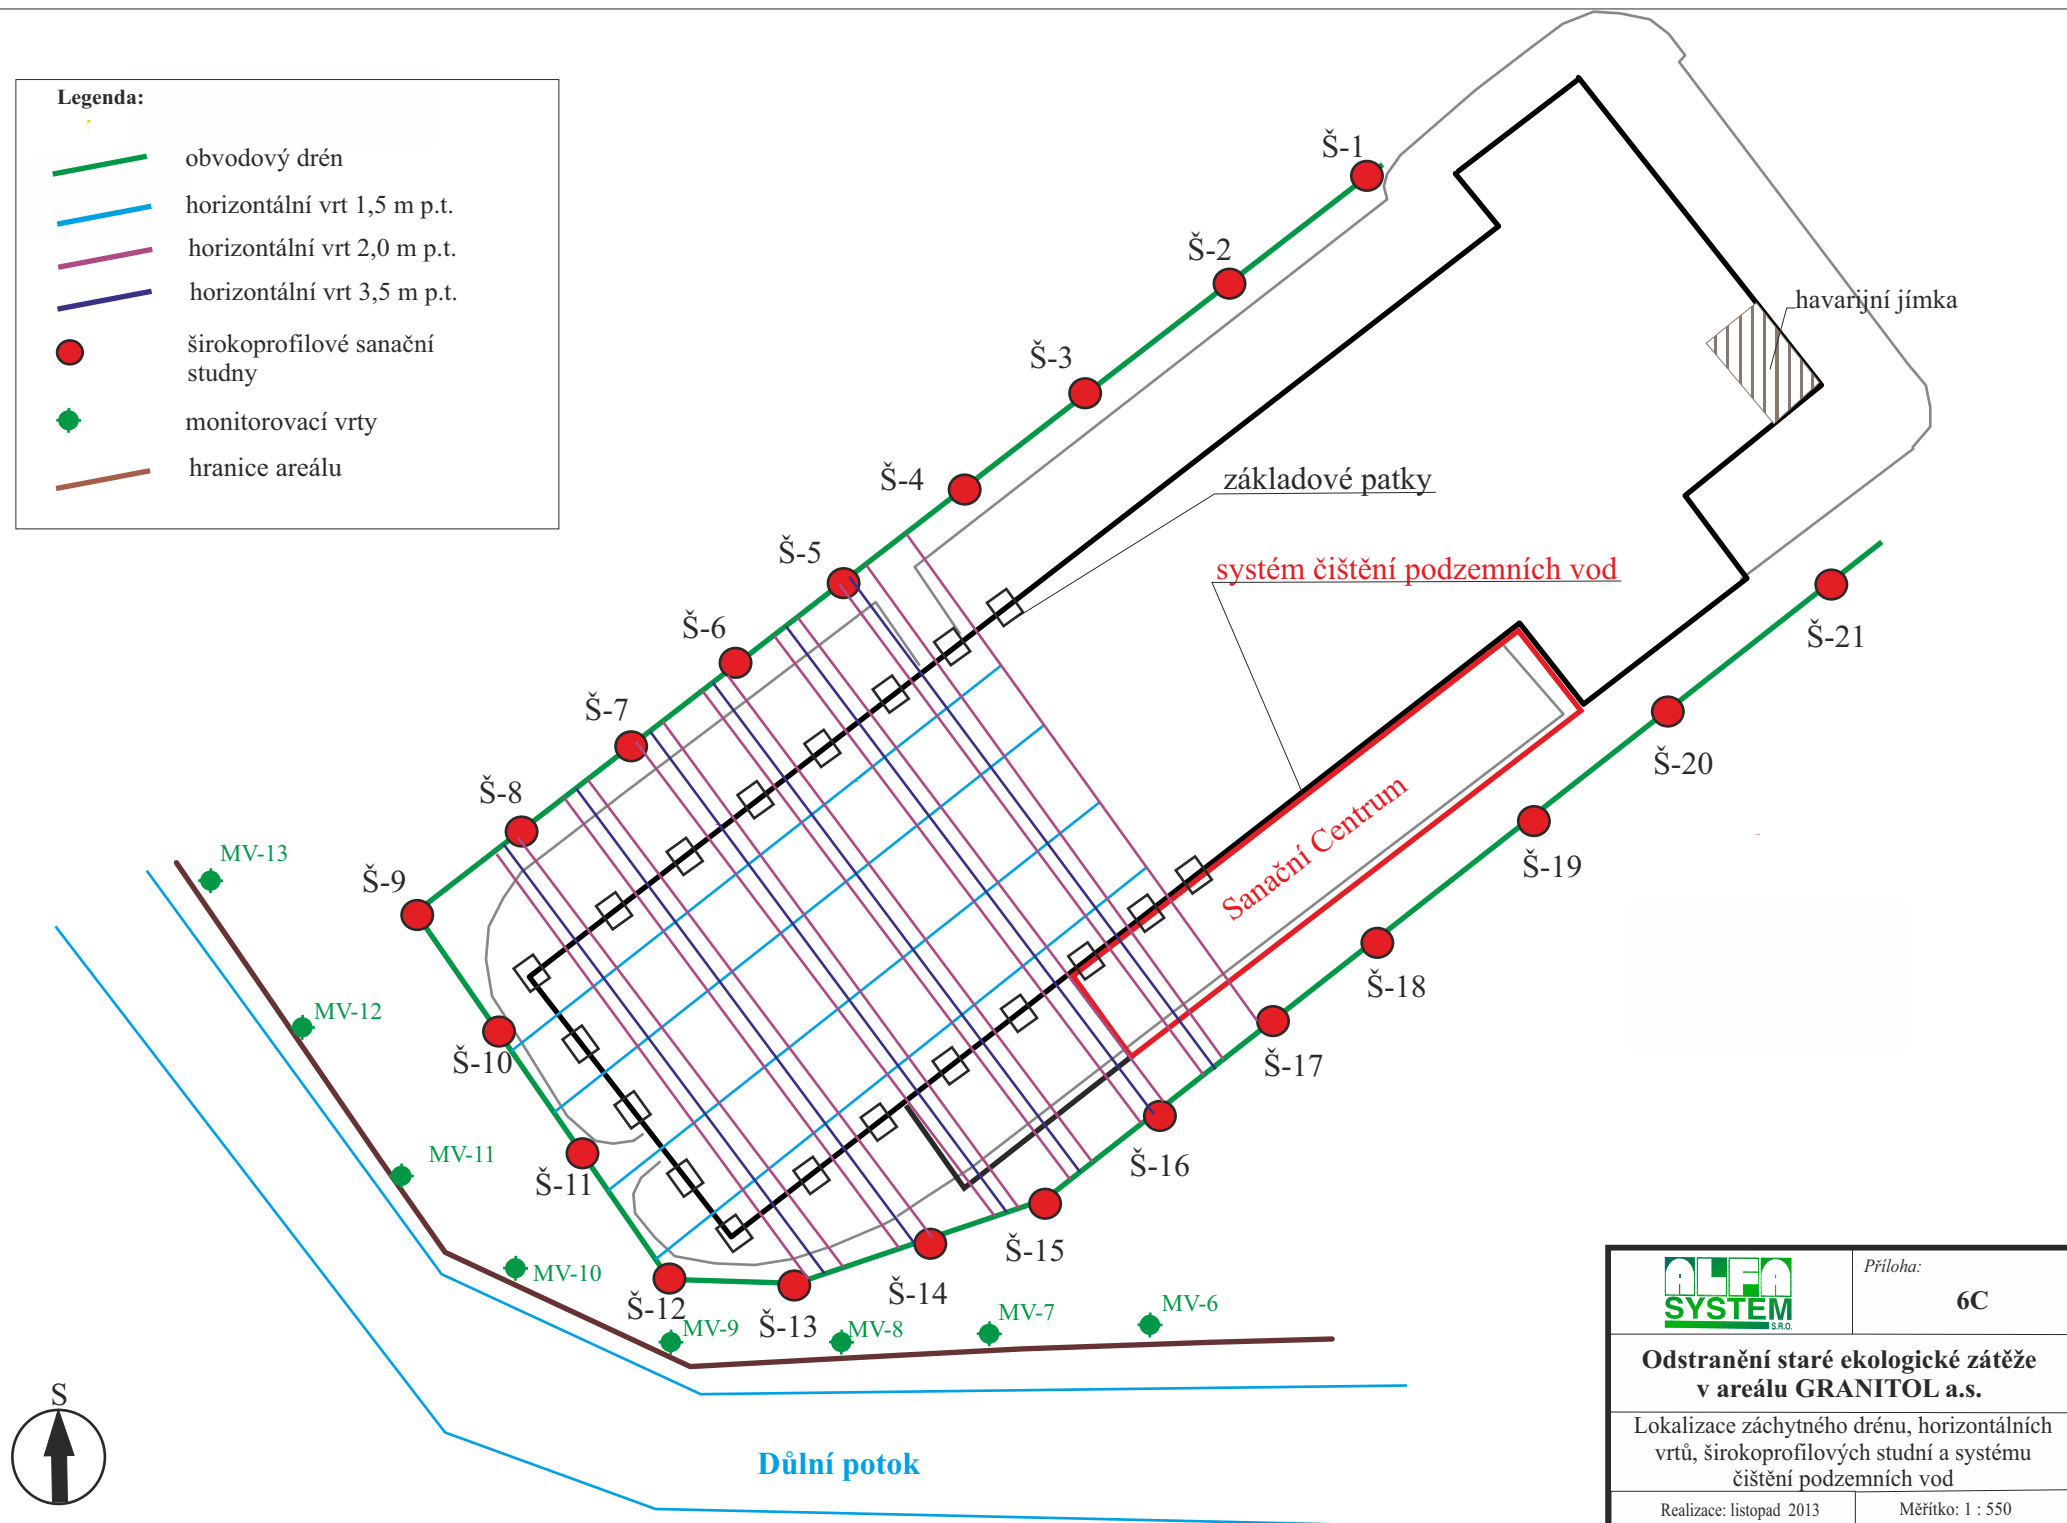 Legenda:
obvodový drén
horizontální vrt 1,5 m p.t.
horizontální vrt 2,0 m p.t.
horizontální vrt 3,5 m p.t.
širokoprofilové sanační
studny
monitorovací vrty
hranice areálu
Š-1
Š-2
Š-3
Š-4
Š-5
Š-6
Š-7
Š-8
Š-9
Š-10
Š-11
Š-12
Š-13
Š-14
Š-15
Š-16
Š-17
Š-18
Š-19
Š-20
Š-21
havarijní jímka
základové patky
systém čištění podzemních vod
Sanační Centrum
MV-13
MV-12
MV-11
MV-10
MV-9
MV-8
MV-7
MV-6
S
Důlní potok
ALFA
SYSTEM
S.R.O.
Příloha:
6C
Odstranění staré ekologické zátěže
v areálu GRANITOL a.s.
Lokalizace záchytného drénu, horizontálních
vrtů, širokoprofilových studní a systému
čištění podzemních vod
Realizace: listopad 2013
Měřítko: 1 : 550